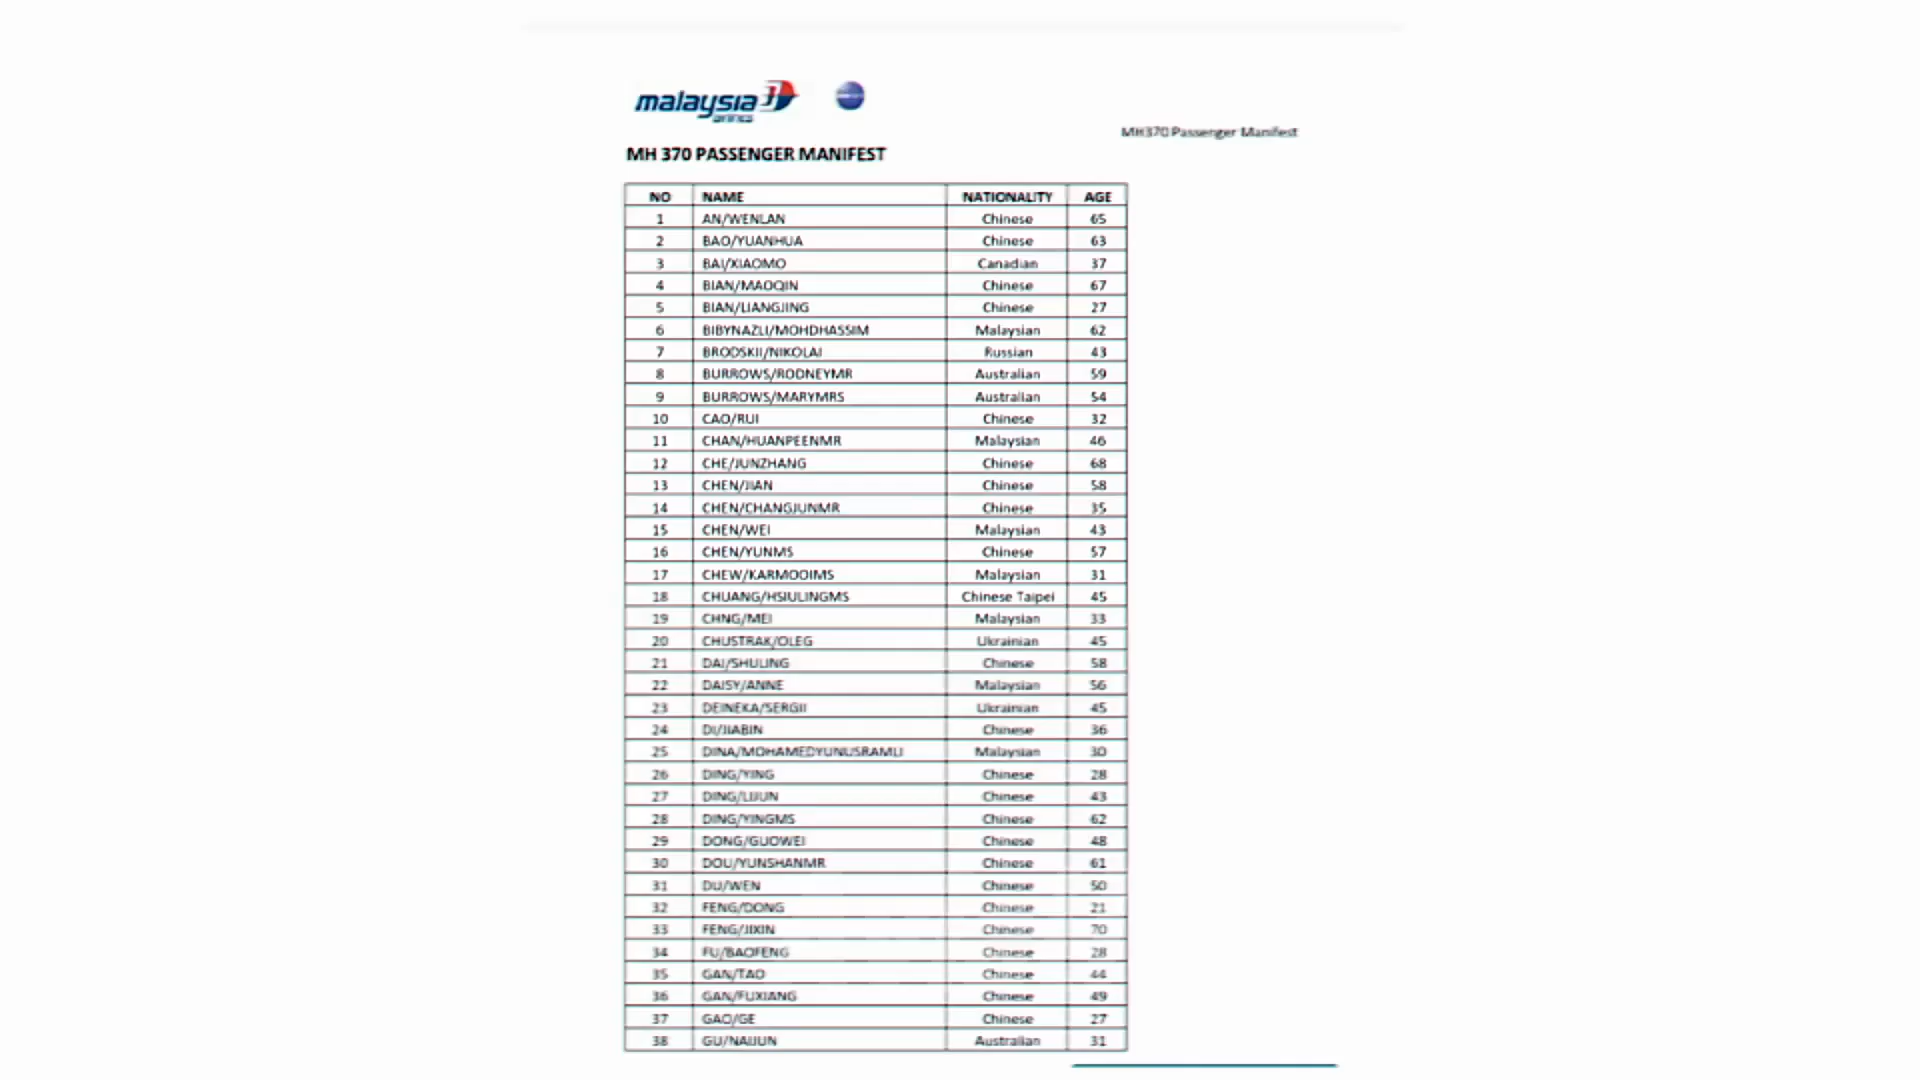 malaysia
airlines
MH370 Passenger Manifest
MH 370 PASSENGER MANIFEST
NO NAME NATIONALITY AGE
1 AN/WENLAN Chinese 65
2 BAO/YUANHUA Chinese 63
3 BAI/XIAOMO Canadian 37
4 BIAN/MAOQIN Chinese 67
5 BIAN/LIANGJING Chinese 27
6 BIBYNAZLI/MOHDHASSIM Malaysian 62
7 BRODSKII/NIKOLAI Russian 43
8 BURROWS/RODNEYMR Australian 59
9 BURROWS/MARYMRS Australian 54
10 CAO/RUI Chinese 32
11 CHAN/HUANPEENMR Malaysian 46
12 CHE/JUNZHANG Chinese 68
13 CHEN/JIAN Chinese 58
14 CHEN/CHANGJUNMR Chinese 35
15 CHEN/WEI Malaysian 43
16 CHEN/YUNMS Chinese 57
17 CHEW/KARMOOIMS Malaysian 31
18 CHUANG/HSIULINGMS Chinese Taipei 45
19 CHNG/MEI Malaysian 33
20 CHUSTRAK/OLEG Ukrainian 45
21 DAI/SHULING Chinese 58
22 DAISY/ANNE Malaysian 56
23 DEINEKA/SERGII Ukrainian 45
24 DI/JIABIN Chinese 36
25 DINA/MOHAMEDYUNUSRAMLI Malaysian 30
26 DING/YING Chinese 28
27 DING/LIJUN Chinese 43
28 DING/YINGMS Chinese 62
29 DONG/GUOWEI Chinese 48
30 DOU/YUNSHANMR Chinese 61
31 DU/WEN Chinese 50
32 FENG/DONG Chinese 21
33 FENG/JIXIN Chinese 70
34 FU/BAOFENG Chinese 28
35 GAN/TAO Chinese 44
36 GAN/FUXIANG Chinese 49
37 GAO/GE Chinese 27
38 GU/NAIJUN Australian 31